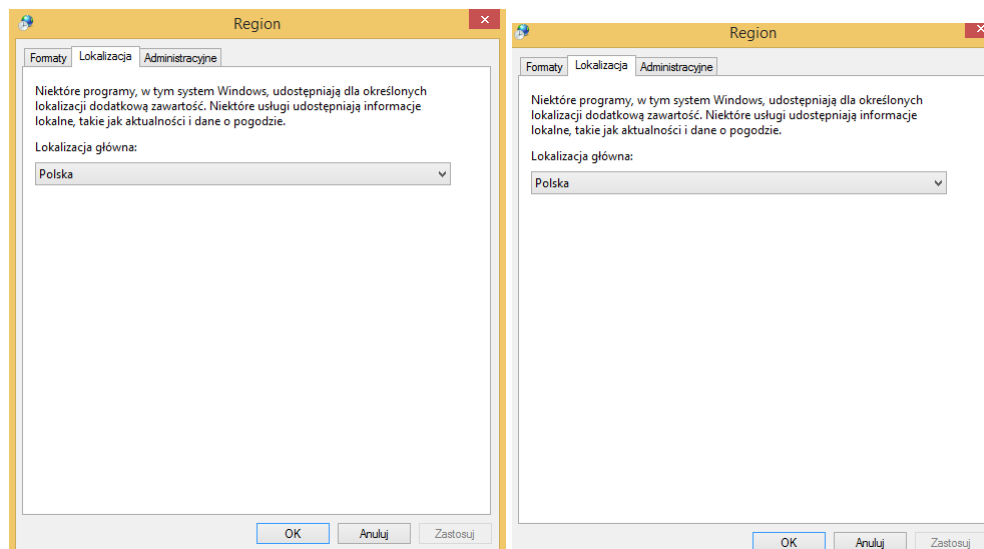 Region
Formaty Lokalizacja Administracyjne
Niektóre programy, w tym system Windows, udostępniają dla określonych
lokalizacji dodatkową zawartość. Niektóre usługi udostępniają informacje
lokalne, takie jak aktualności i dane o pogodzie.
Lokalizacja główna:
Polska
OK Anuluj Zastosuj
Region
Formaty Lokalizacja Administracyjne
Niektóre programy, w tym system Windows, udostępniają dla określonych
lokalizacji dodatkową zawartość. Niektóre usługi udostępniają informacje
lokalne, takie jak aktualności i dane o pogodzie.
Lokalizacja główna:
Polska
OK Anuluj Zastosuj